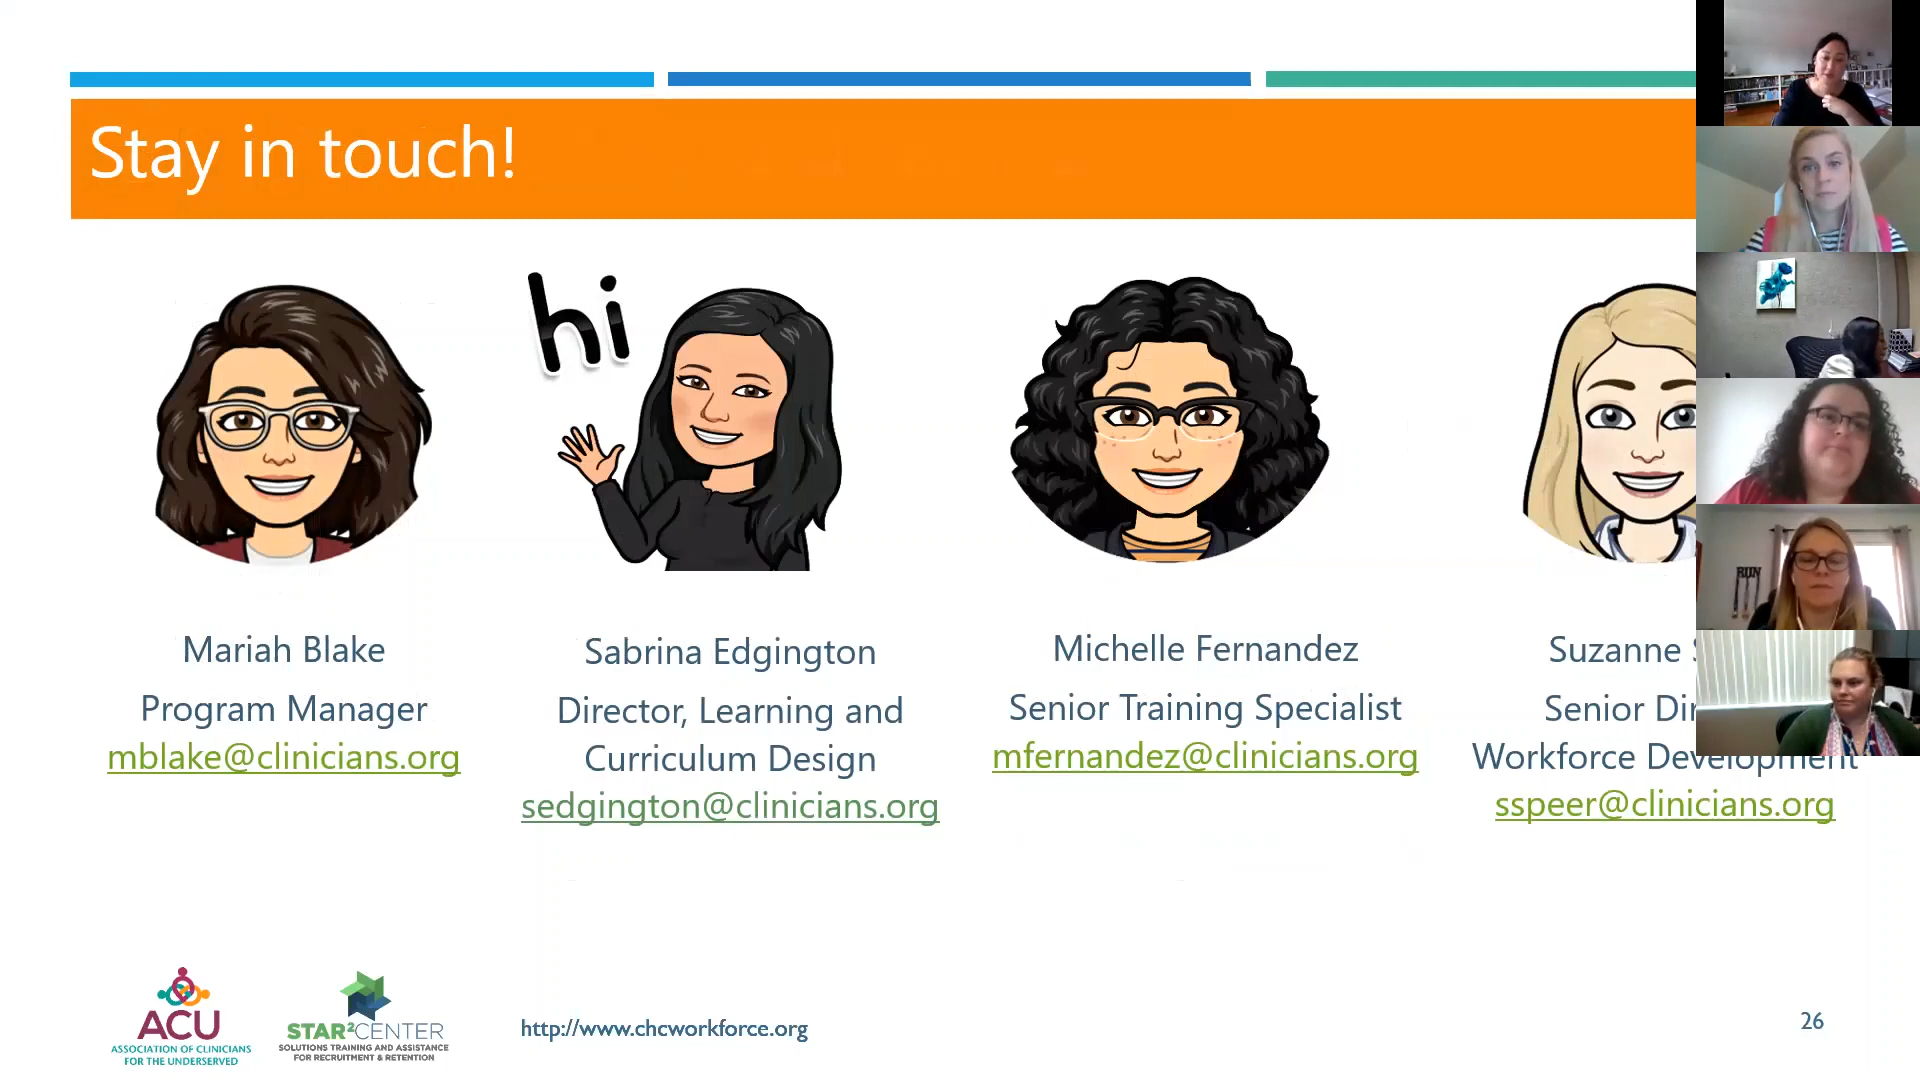 Stay in touch!
hi
Mariah Blake
Program Manager
mblake@clinicians.org
Sabrina Edgington
Director, Learning and
Curriculum Design
sedgington@clinicians.org
Michelle Fernandez
Senior Training Specialist
mfernandez@clinicians.org
Suzanne
Senior
Workforce Development
sspeer@clinicians.org
RUN
ACU
ASSOCIATION OF CLINICIANS
FOR THE UNDERSERVED
STAR²CENTER
SOLUTIONS TRAINING AND ASSISTANCE
FOR RECRUITMENT & RETENTION
http://www.chcworkforce.org
26